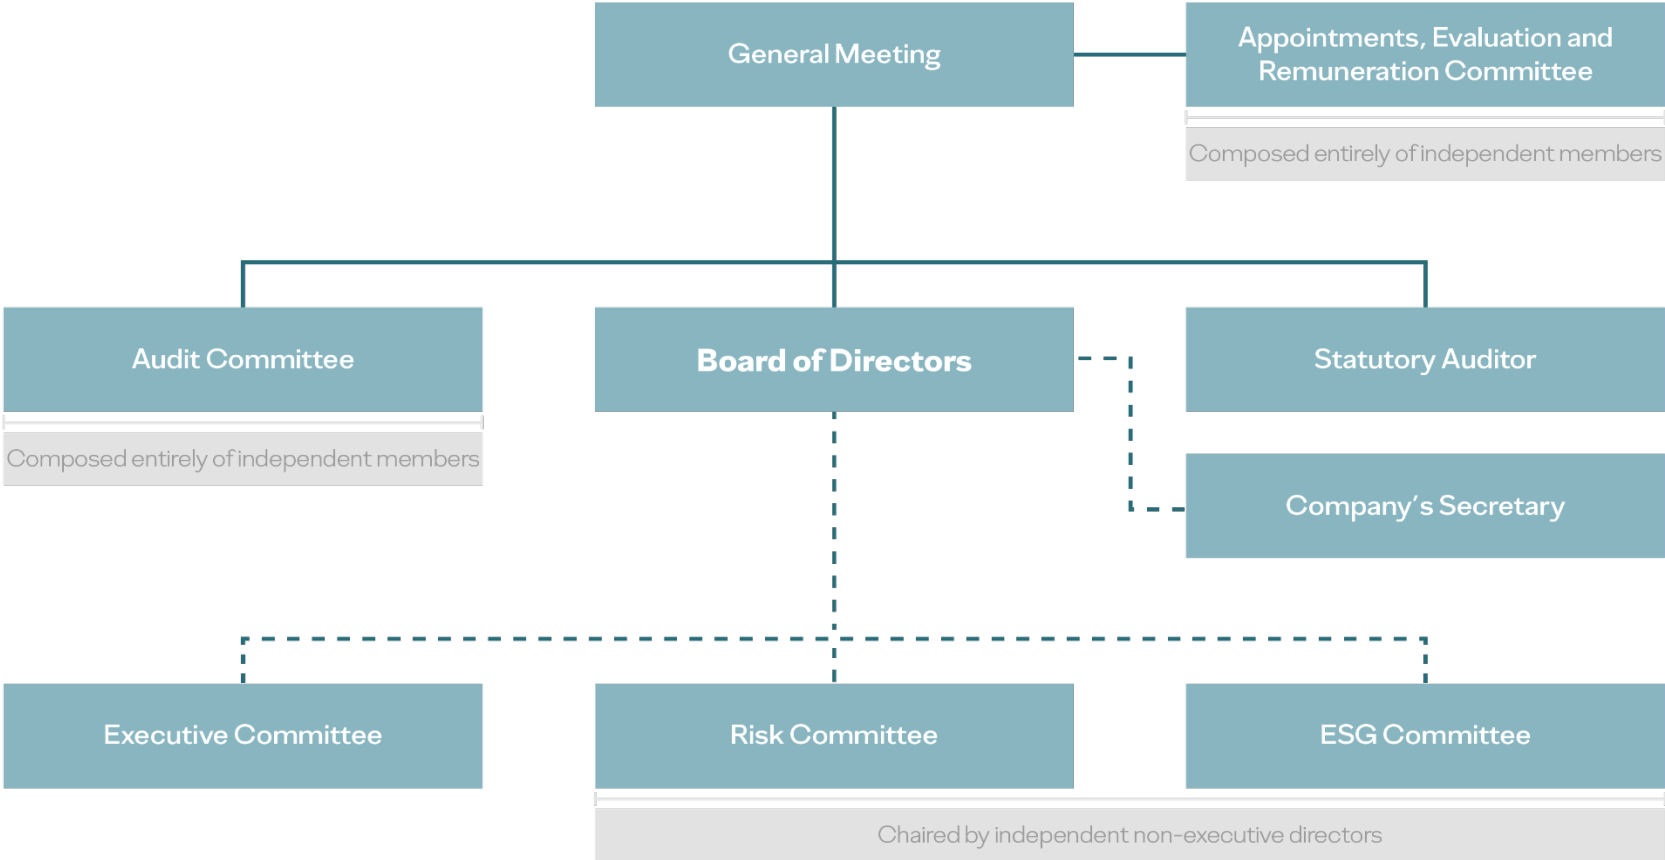 General Meeting
Appointments, Evaluation and
Remuneration Committee
Composed entirely of independent members
Audit Committee
Composed entirely of independent members
Board of Directors
Statutory Auditor
Company's Secretary
Executive Committee
Risk Committee
ESG Committee
Chaired by independent non-executive directors